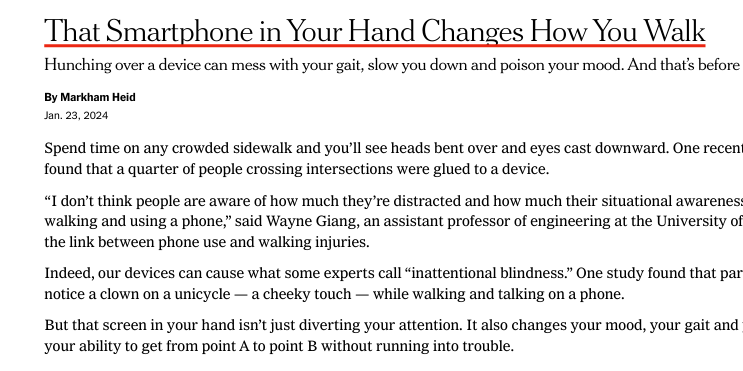 That Smartphone in Your Hand Changes How You Walk
Hunching over a device can mess with your gait, slow you down and poison your mood. And that's before
By Markham Heid
Jan. 23, 2024
Spend time on any crowded sidewalk and you'll see heads bent over and eyes cast downward. One recent
found that a quarter of people crossing intersections were glued to a device.
“I don't think people are aware of how much they're distracted and how much their situational awareness
walking and using a phone,” said Wayne Giang, an assistant professor of engineering at the University of
the link between phone use and walking injuries.
Indeed, our devices can cause what some experts call “inattentional blindness.” One study found that par
notice a clown on a unicycle — a cheeky touch — while walking and talking on a phone.
But that screen in your hand isn't just diverting your attention. It also changes your mood, your gait and
your ability to get from point A to point B without running into trouble.